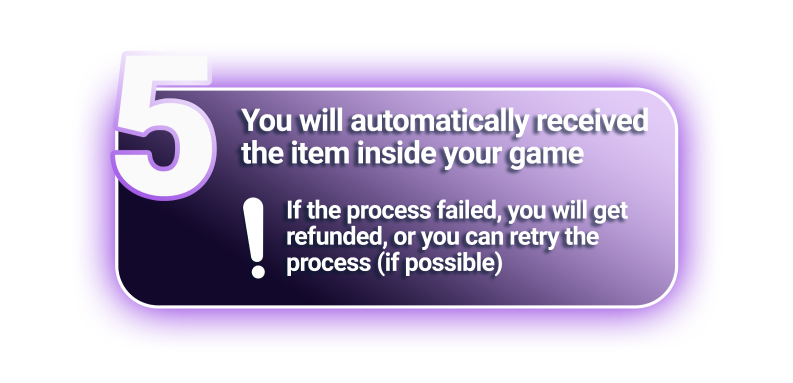 5
You will automatically received
the item inside your game
! If the process failed, you will get
refunded, or you can retry the
process (if possible)